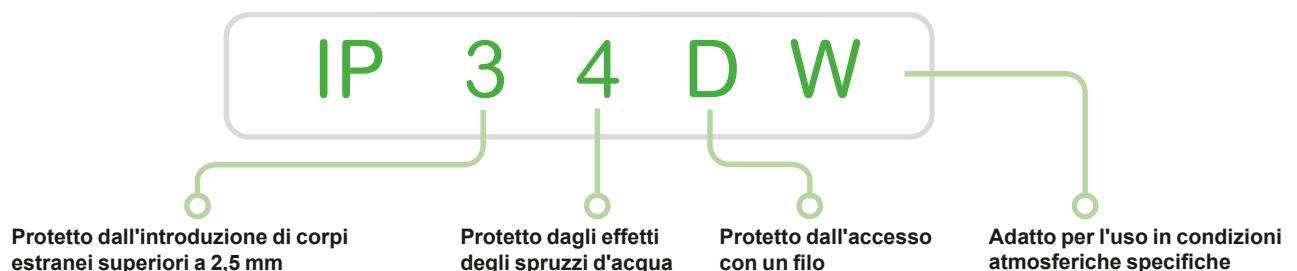 IP 3 4 D W
Protetto dall'introduzione di corpi
estranei superiori a 2,5 mm
Protetto dagli effetti
degli spruzzi d'acqua
Protetto dall'accesso
con un filo
Adatto per l'uso in condizioni
atmosferiche specifiche